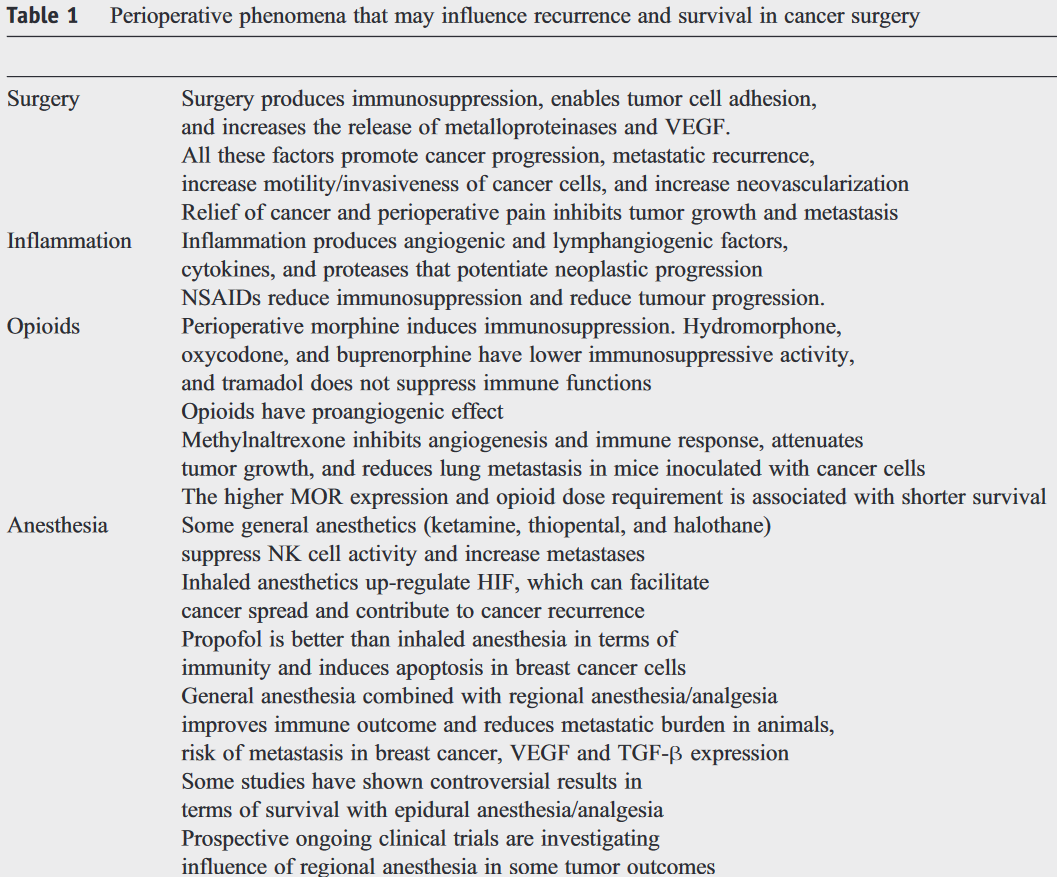 Table 1 Perioperative phenomena that may influence recurrence and survival in cancer surgery
Surgery Surgery produces immunosuppression, enables tumor cell adhesion,
and increases the release of metalloproteinases and VEGF.
All these factors promote cancer progression, metastatic recurrence,
increase motility/invasiveness of cancer cells, and increase neovascularization
Relief of cancer and perioperative pain inhibits tumor growth and metastasis
Inflammation Inflammation produces angiogenic and lymphangiogenic factors,
cytokines, and proteases that potentiate neoplastic progression
NSAIDs reduce immunosuppression and reduce tumour progression.
Opioids Perioperative morphine induces immunosuppression. Hydromorphone,
oxycodone, and buprenorphine have lower immunosuppressive activity,
and tramadol does not suppress immune functions
Opioids have proangiogenic effect
Methylnaltrexone inhibits angiogenesis and immune response, attenuates
tumor growth, and reduces lung metastasis in mice inoculated with cancer cells
The higher MOR expression and opioid dose requirement is associated with shorter survival
Anesthesia Some general anesthetics (ketamine, thiopental, and halothane)
suppress NK cell activity and increase metastases
Inhaled anesthetics up-regulate HIF, which can facilitate
cancer spread and contribute to cancer recurrence
Propofol is better than inhaled anesthesia in terms of
immunity and induces apoptosis in breast cancer cells
General anesthesia combined with regional anesthesia/analgesia
improves immune outcome and reduces metastatic burden in animals,
risk of metastasis in breast cancer, VEGF and TGF-β expression
Some studies have shown controversial results in
terms of survival with epidural anesthesia/analgesia
Prospective ongoing clinical trials are investigating
influence of regional anesthesia in some tumor outcomes